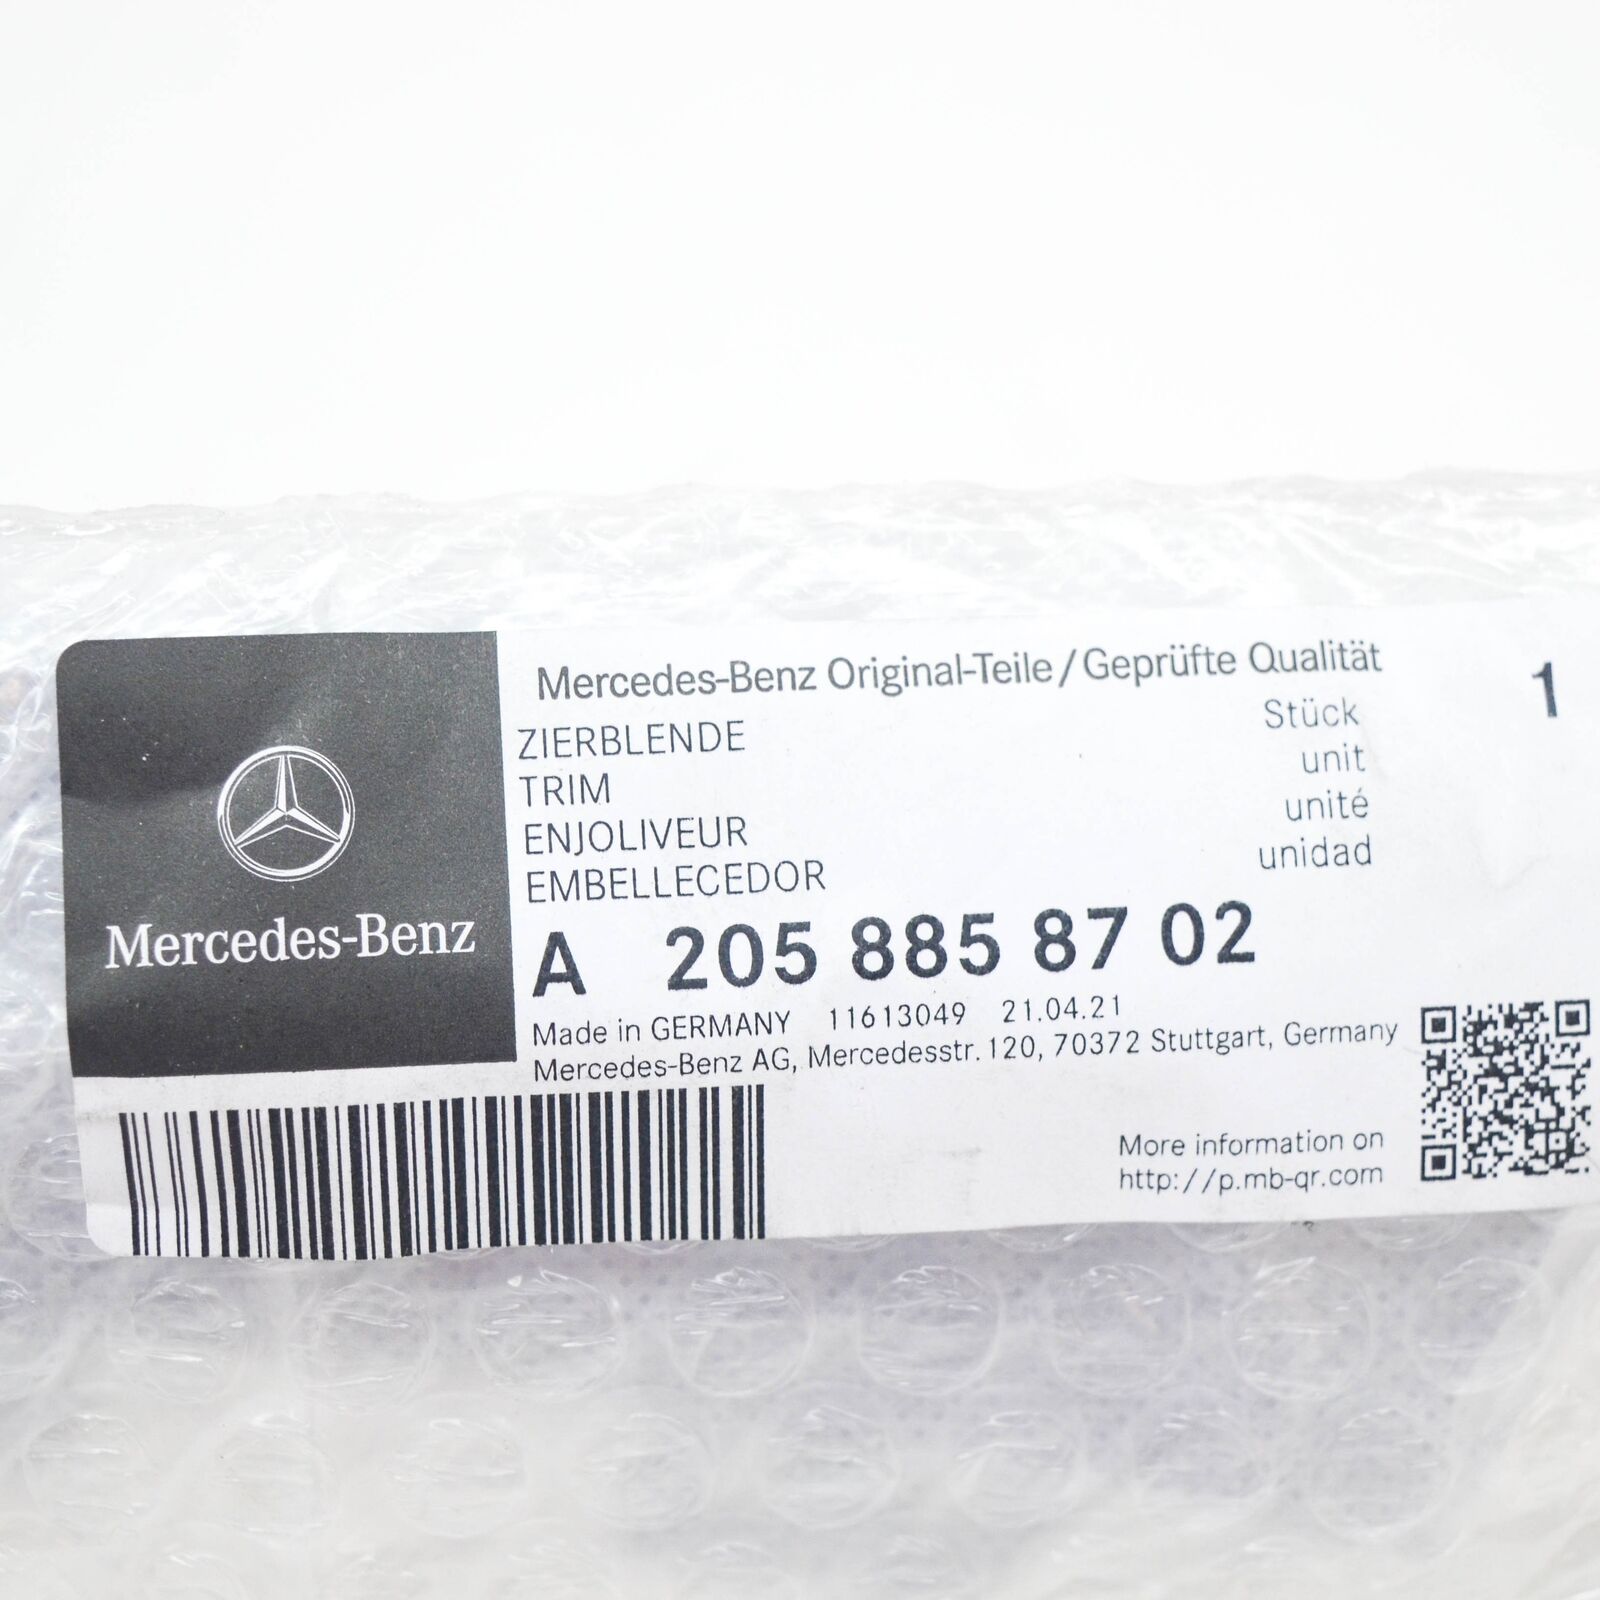 Mercedes-Benz
Mercedes-Benz Original-Teile/Geprüfte Qualität
ZIERBLENDE
TRIM
ENJOLIVEUR
EMBELLECEDOR
Stück 1
unit
unité
unidad
A 205 885 87 02
Made in GERMANY 11613049 21.04.21
Mercedes-Benz AG, Mercedesstr. 120, 70372 Stuttgart, Germany
More information on
http://p.mb-qr.com